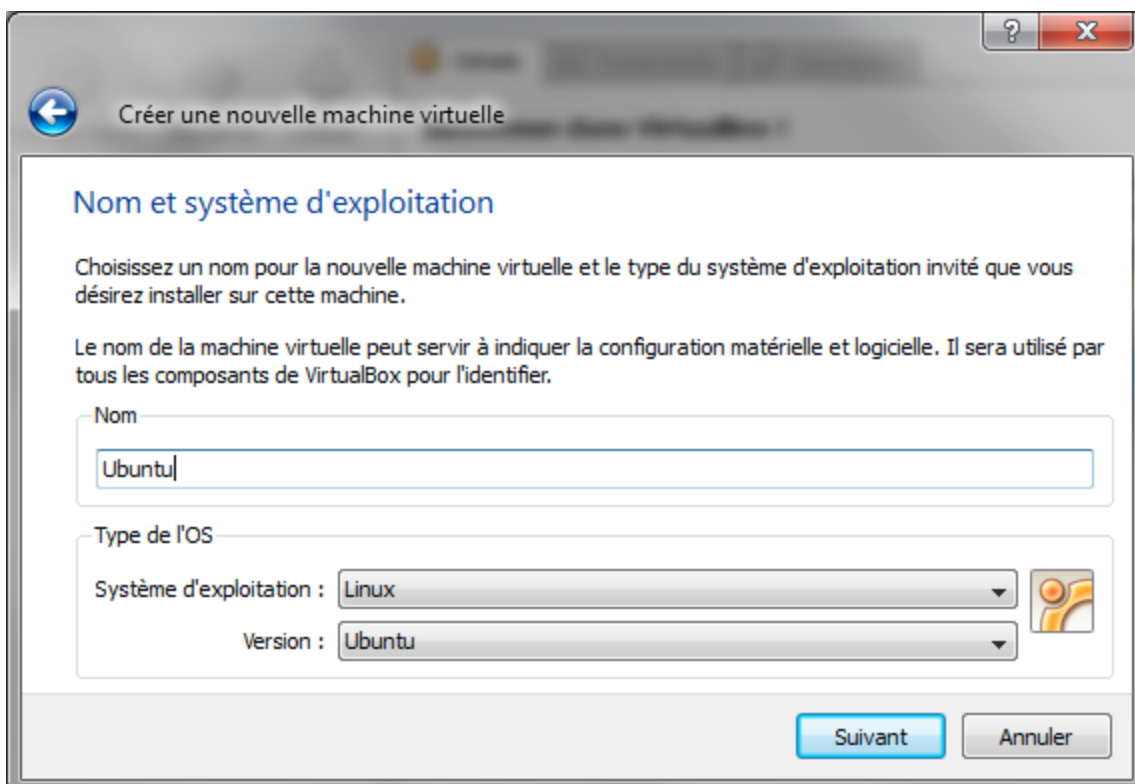 Créer une nouvelle machine virtuelle
Nom et système d'exploitation
Choisissez un nom pour la nouvelle machine virtuelle et le type du système d'exploitation invité que vous
désirez installer sur cette machine.
Le nom de la machine virtuelle peut servir à indiquer la configuration matérielle et logicielle. Il sera utilisé par
tous les composants de VirtualBox pour l'identifier.
Nom
Ubuntu
Type de l'OS
Système d'exploitation : Linux
Version : Ubuntu
Suivant Annuler